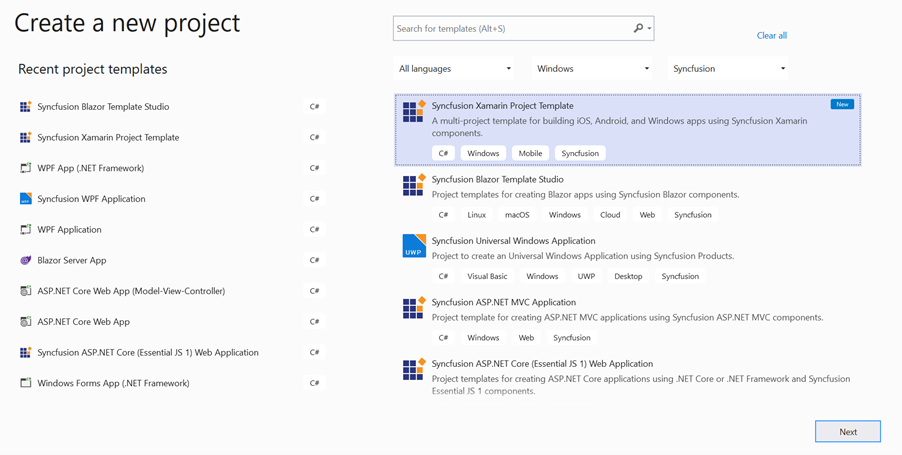 Create a new project
Search for templates (Alt+S)
Clear all
Recent project templates
All languages
Windows
Syncfusion
Syncfusion Blazor Template Studio C#
Syncfusion Xamarin Project Template C#
WPF App (.NET Framework) C#
Syncfusion WPF Application C#
WPF Application C#
Blazor Server App C#
ASP.NET Core Web App (Model-View-Controller) C#
ASP.NET Core Web App C#
Syncfusion ASP.NET Core (Essential JS 1) Web Application C#
Windows Forms App (.NET Framework) C#
Syncfusion Xamarin Project Template New
A multi-project template for building iOS, Android, and Windows apps using Syncfusion Xamarin
components.
C# Windows Mobile Syncfusion
Syncfusion Blazor Template Studio
Project templates for creating Blazor apps using Syncfusion Blazor components.
C# Linux macOS Windows Cloud Web Syncfusion
UWP
Syncfusion Universal Windows Application
Project to create an Universal Windows Application using Syncfusion Products.
C# Visual Basic Windows UWP Desktop Syncfusion
Syncfusion ASP.NET MVC Application
Project template for creating ASP.NET MVC applications using Syncfusion ASP.NET MVC components.
C# Windows Web Syncfusion
Syncfusion ASP.NET Core (Essential JS 1) Web Application
Project templates for creating ASP.NET Core applications using .NET Core or .NET Framework and Syncfusion
Essential JS 1 components.
Next